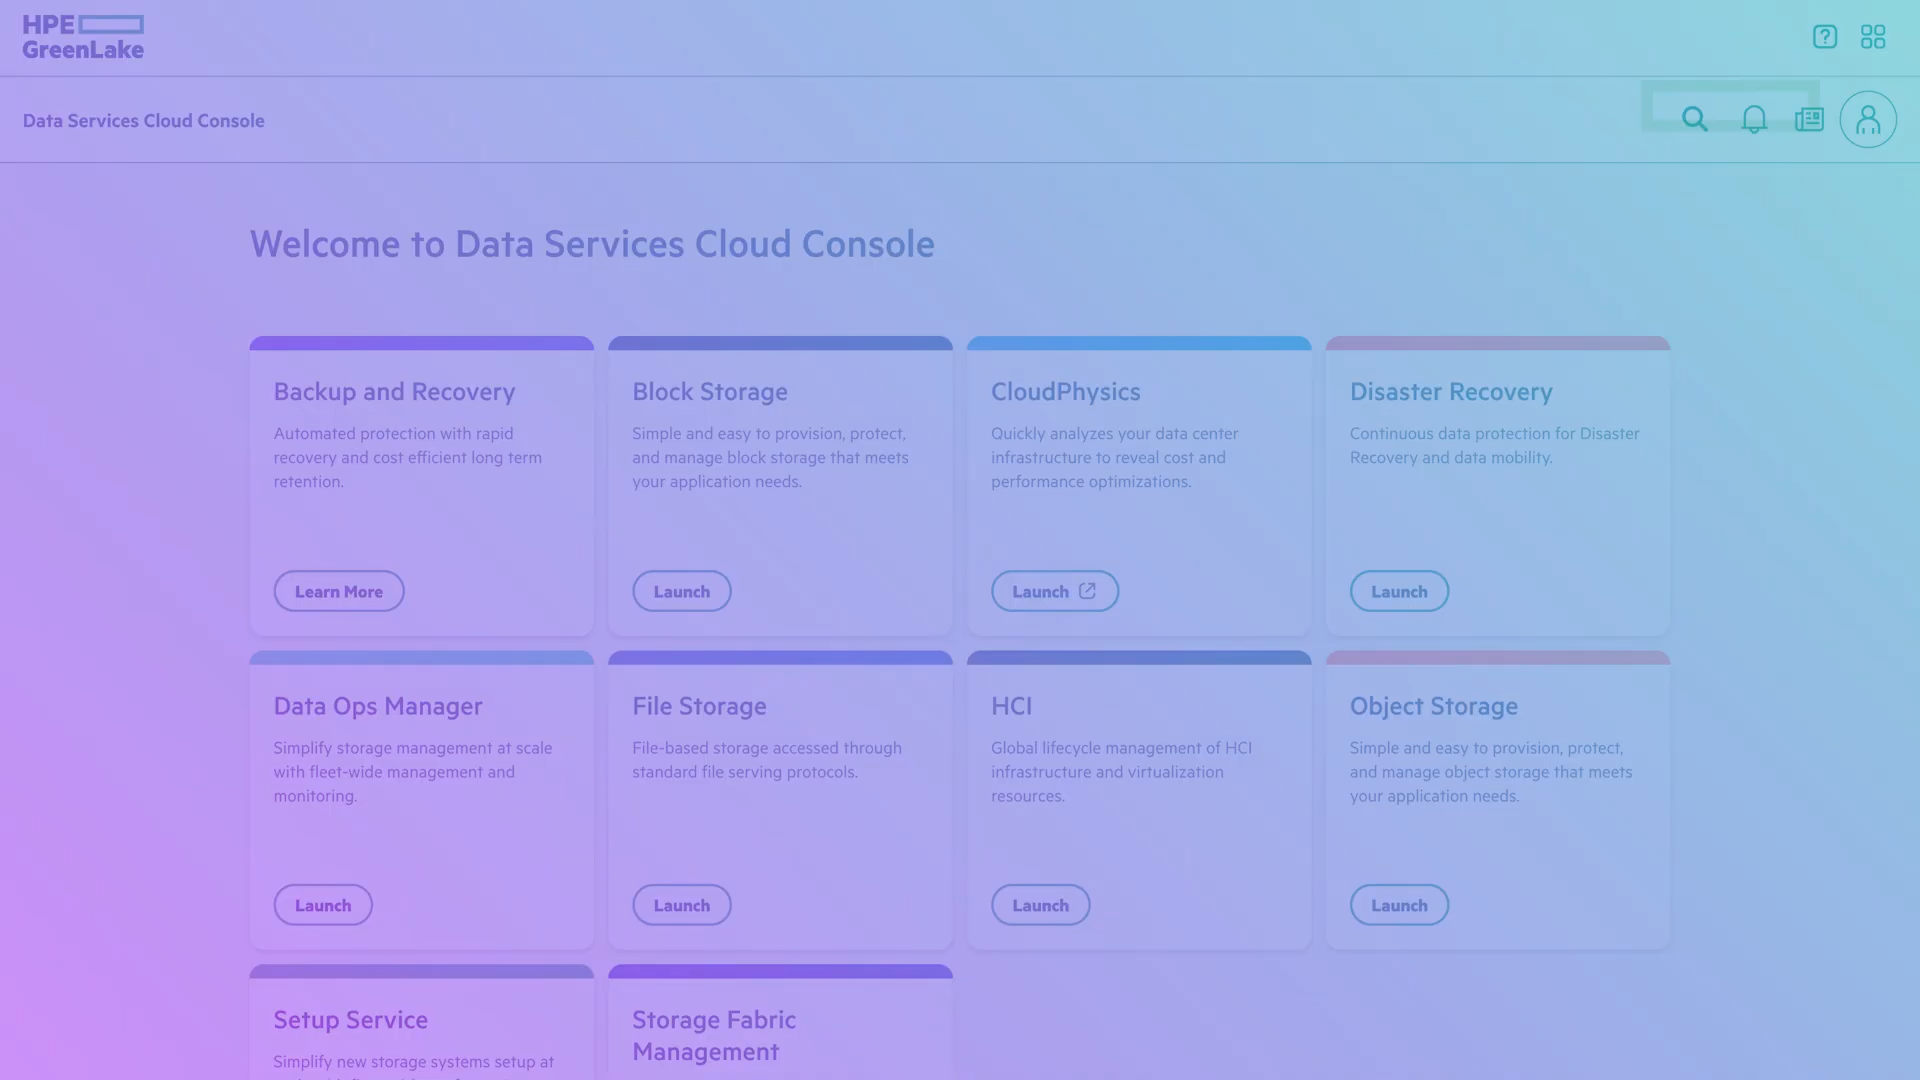 HPE
GreenLake
Data Services Cloud Console
Welcome to Data Services Cloud Console
Backup and Recovery
Automated protection with rapid
recovery and cost efficient long term
retention.
Learn More
Block Storage
Simple and easy to provision, protect,
and manage block storage that meets
your application needs.
Launch
CloudPhysics
Quickly analyzes your data center
infrastructure to reveal cost and
performance optimizations.
Launch
Disaster Recovery
Continuous data protection for Disaster
Recovery and data mobility.
Launch
Data Ops Manager
Simplify storage management at scale
with fleet-wide management and
monitoring.
Launch
File Storage
File-based storage accessed through
standard file serving protocols.
Launch
HCI
Global lifecycle management of HCI
infrastructure and virtualization
resources.
Launch
Object Storage
Simple and easy to provision, protect,
and manage object storage that meets
your application needs.
Launch
Setup Service
Simplify new storage systems setup at
Storage Fabric
Management